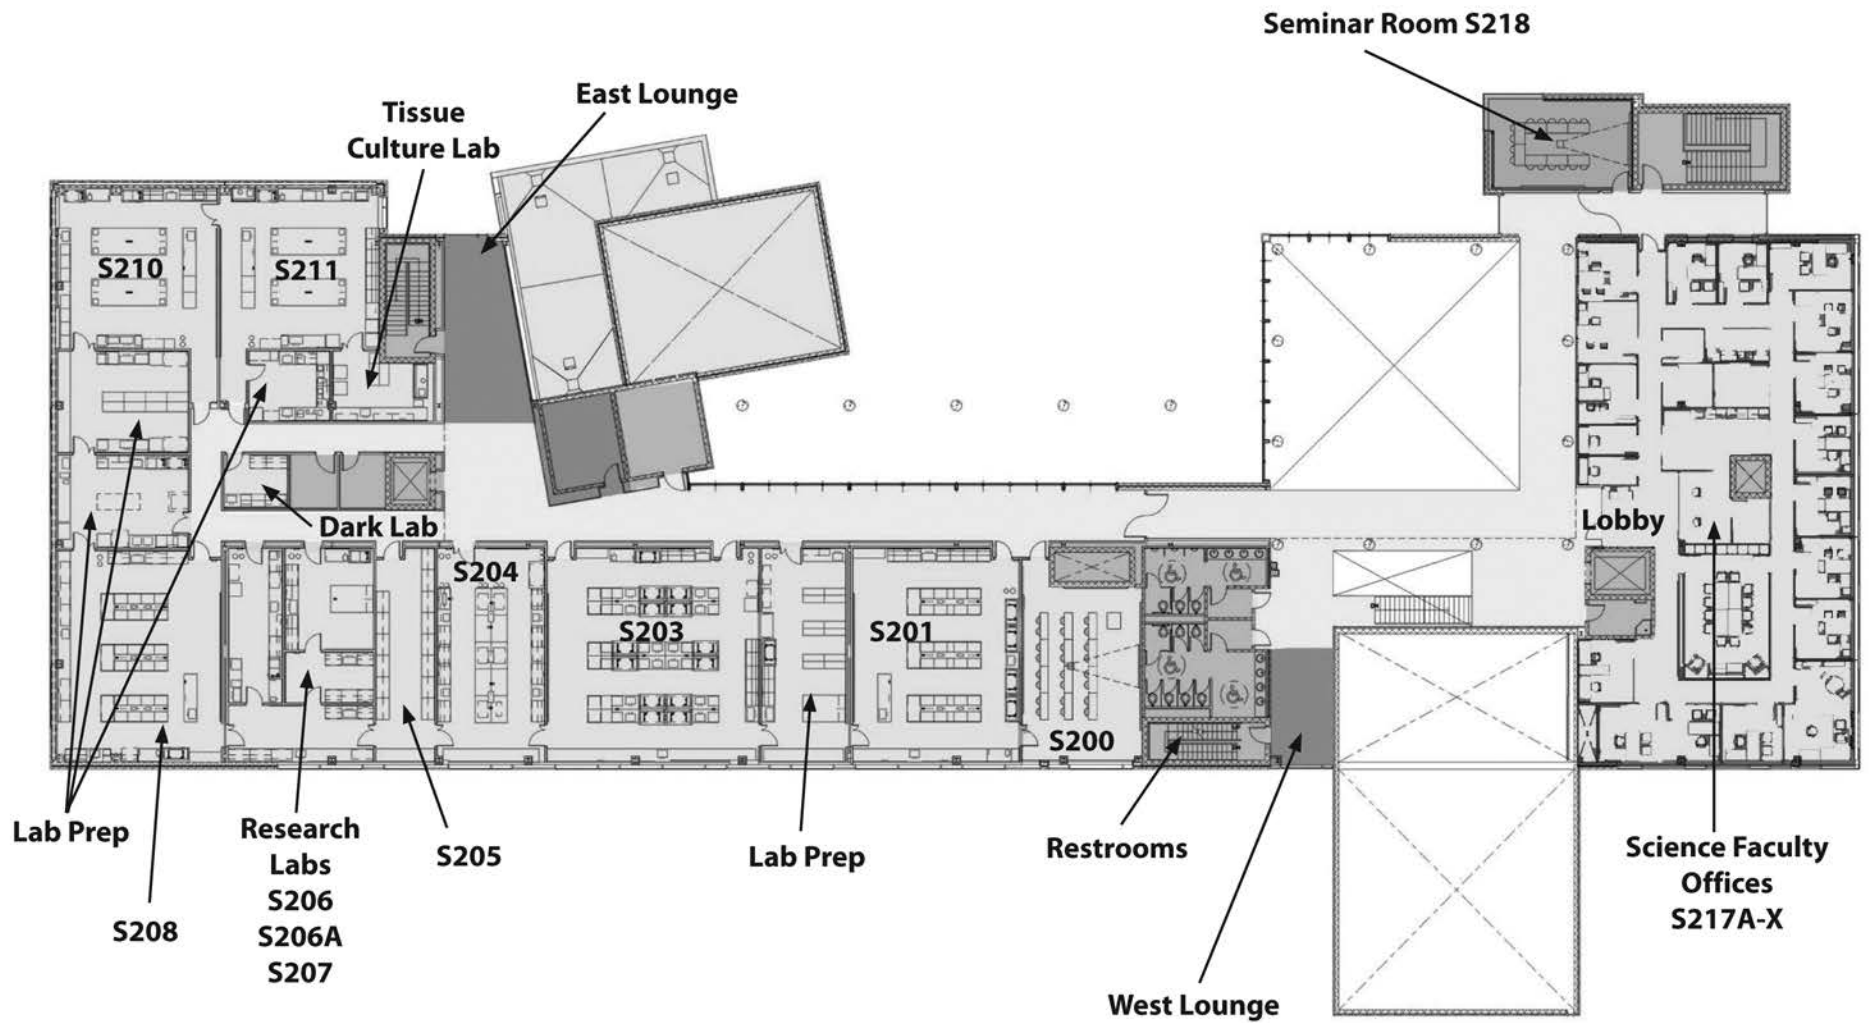 Seminar Room S218
East Lounge
Tissue
Culture Lab
S210
S211
Dark Lab
Lobby
S204
S203
S201
S200
Lab Prep
S208
Research
Labs
S206
S206A
S207
S205
Lab Prep
Restrooms
West Lounge
Science Faculty
Offices
S217A-X